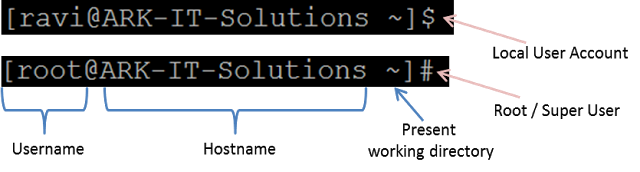 [ravi@ARK-IT-Solutions ~]$
Local User Account
[root@ARK-IT-Solutions ~]#
Root / Super User
Username
Hostname
Present
working directory